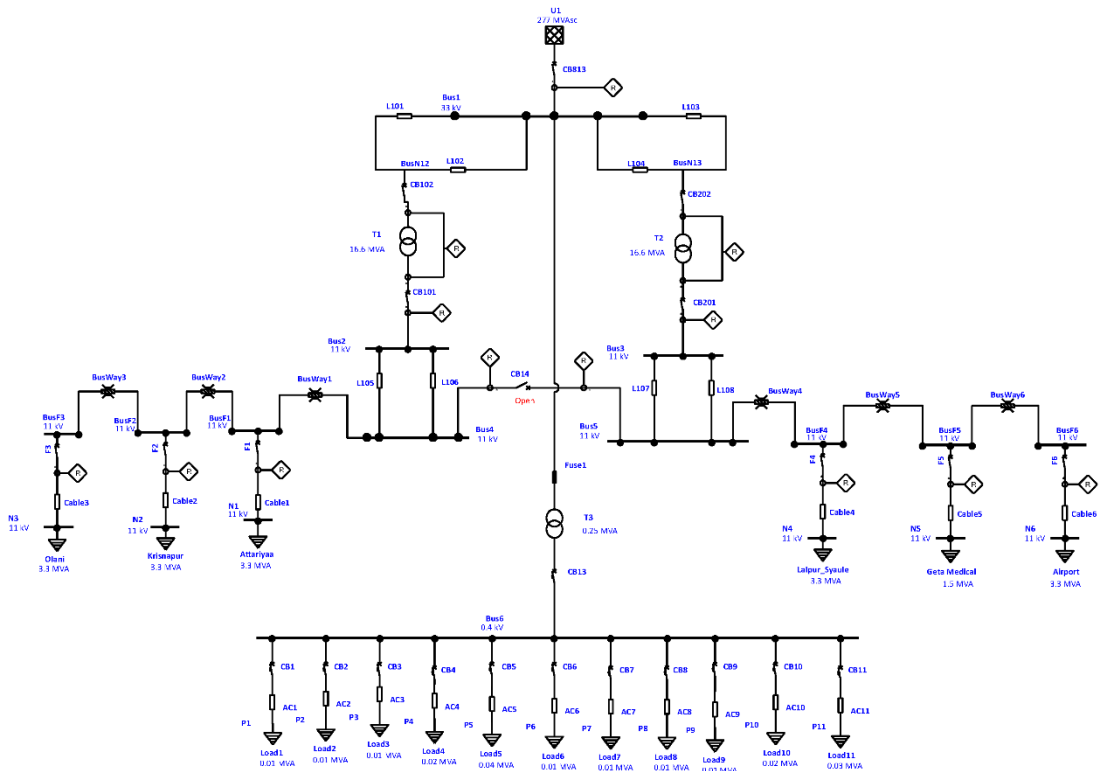 U1
277 MVAsc
CB813
R
L101
Bus1
33 kV
L103
L102
BusN12
L104
BusN13
CB102
CB202
T1
16.6 MVA
R
T2
16.6 MVA
R
CB101
R
CB201
R
Bus2
11 kV
Bus3
11 kV
R
CB14
Open
R
L105
L106
L107
L108
BusWay3
BusWay2
BusWay1
BusWay4
BusWay5
BusWay6
BusF3
11 kV
BusF2
11 kV
BusF1
11 kV
Bus4
11 kV
Bus5
11 kV
BusF4
11 kV
BusF5
11 kV
BusF6
11 kV
F3
F2
F1
F4
F5
F6
R
R
R
R
R
R
Cable3
Cable2
Cable1
Cable4
Cable5
Cable6
N3
11 kV
N2
11 kV
N1
11 kV
N4
11 kV
N5
11 kV
N6
11 kV
Olani
3.3 MVA
Krisnapur
3.3 MVA
Attariyaa
3.3 MVA
Lalpur_Syaule
3.3 MVA
Geta Medical
1.5 MVA
Airport
3.3 MVA
Fuse1
T3
0.25 MVA
CB13
Bus6
0.4 kV
CB1
CB2
CB3
CB4
CB5
CB6
CB7
CB8
CB9
CB10
CB11
AC1
AC2
AC3
AC4
AC5
AC6
AC7
AC8
AC9
AC10
AC11
P1
P2
P3
P4
P5
P6
P7
P8
P9
P10
P11
Load1
0.01 MVA
Load2
0.01 MVA
Load3
0.01 MVA
Load4
0.02 MVA
Load5
0.04 MVA
Load6
0.01 MVA
Load7
0.01 MVA
Load8
0.01 MVA
Load9
0.01 MVA
Load10
0.02 MVA
Load11
0.03 MVA